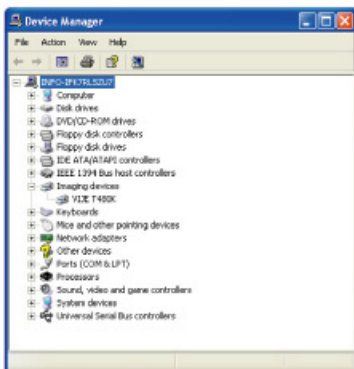 Device Manager
File Action View Help
Computer
Disk drives
DVD/CD-ROM drives
Floppy disk controllers
Floppy disk drives
IDE ATA/ATAPI controllers
IEEE 1394 Bus host controllers
Imaging devices
VIJE T480K
Keyboards
Mice and other pointing devices
Network adapters
Other devices
Ports (COM & LPT)
Processors
Sound, video and game controllers
System devices
Universal Serial Bus controllers